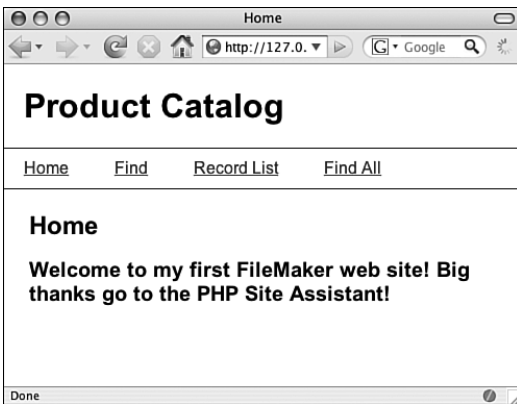 Home
http://127.0.
Google
Product Catalog
Home Find Record List Find All
Home
Welcome to my first FileMaker web site! Big
thanks go to the PHP Site Assistant!
Done